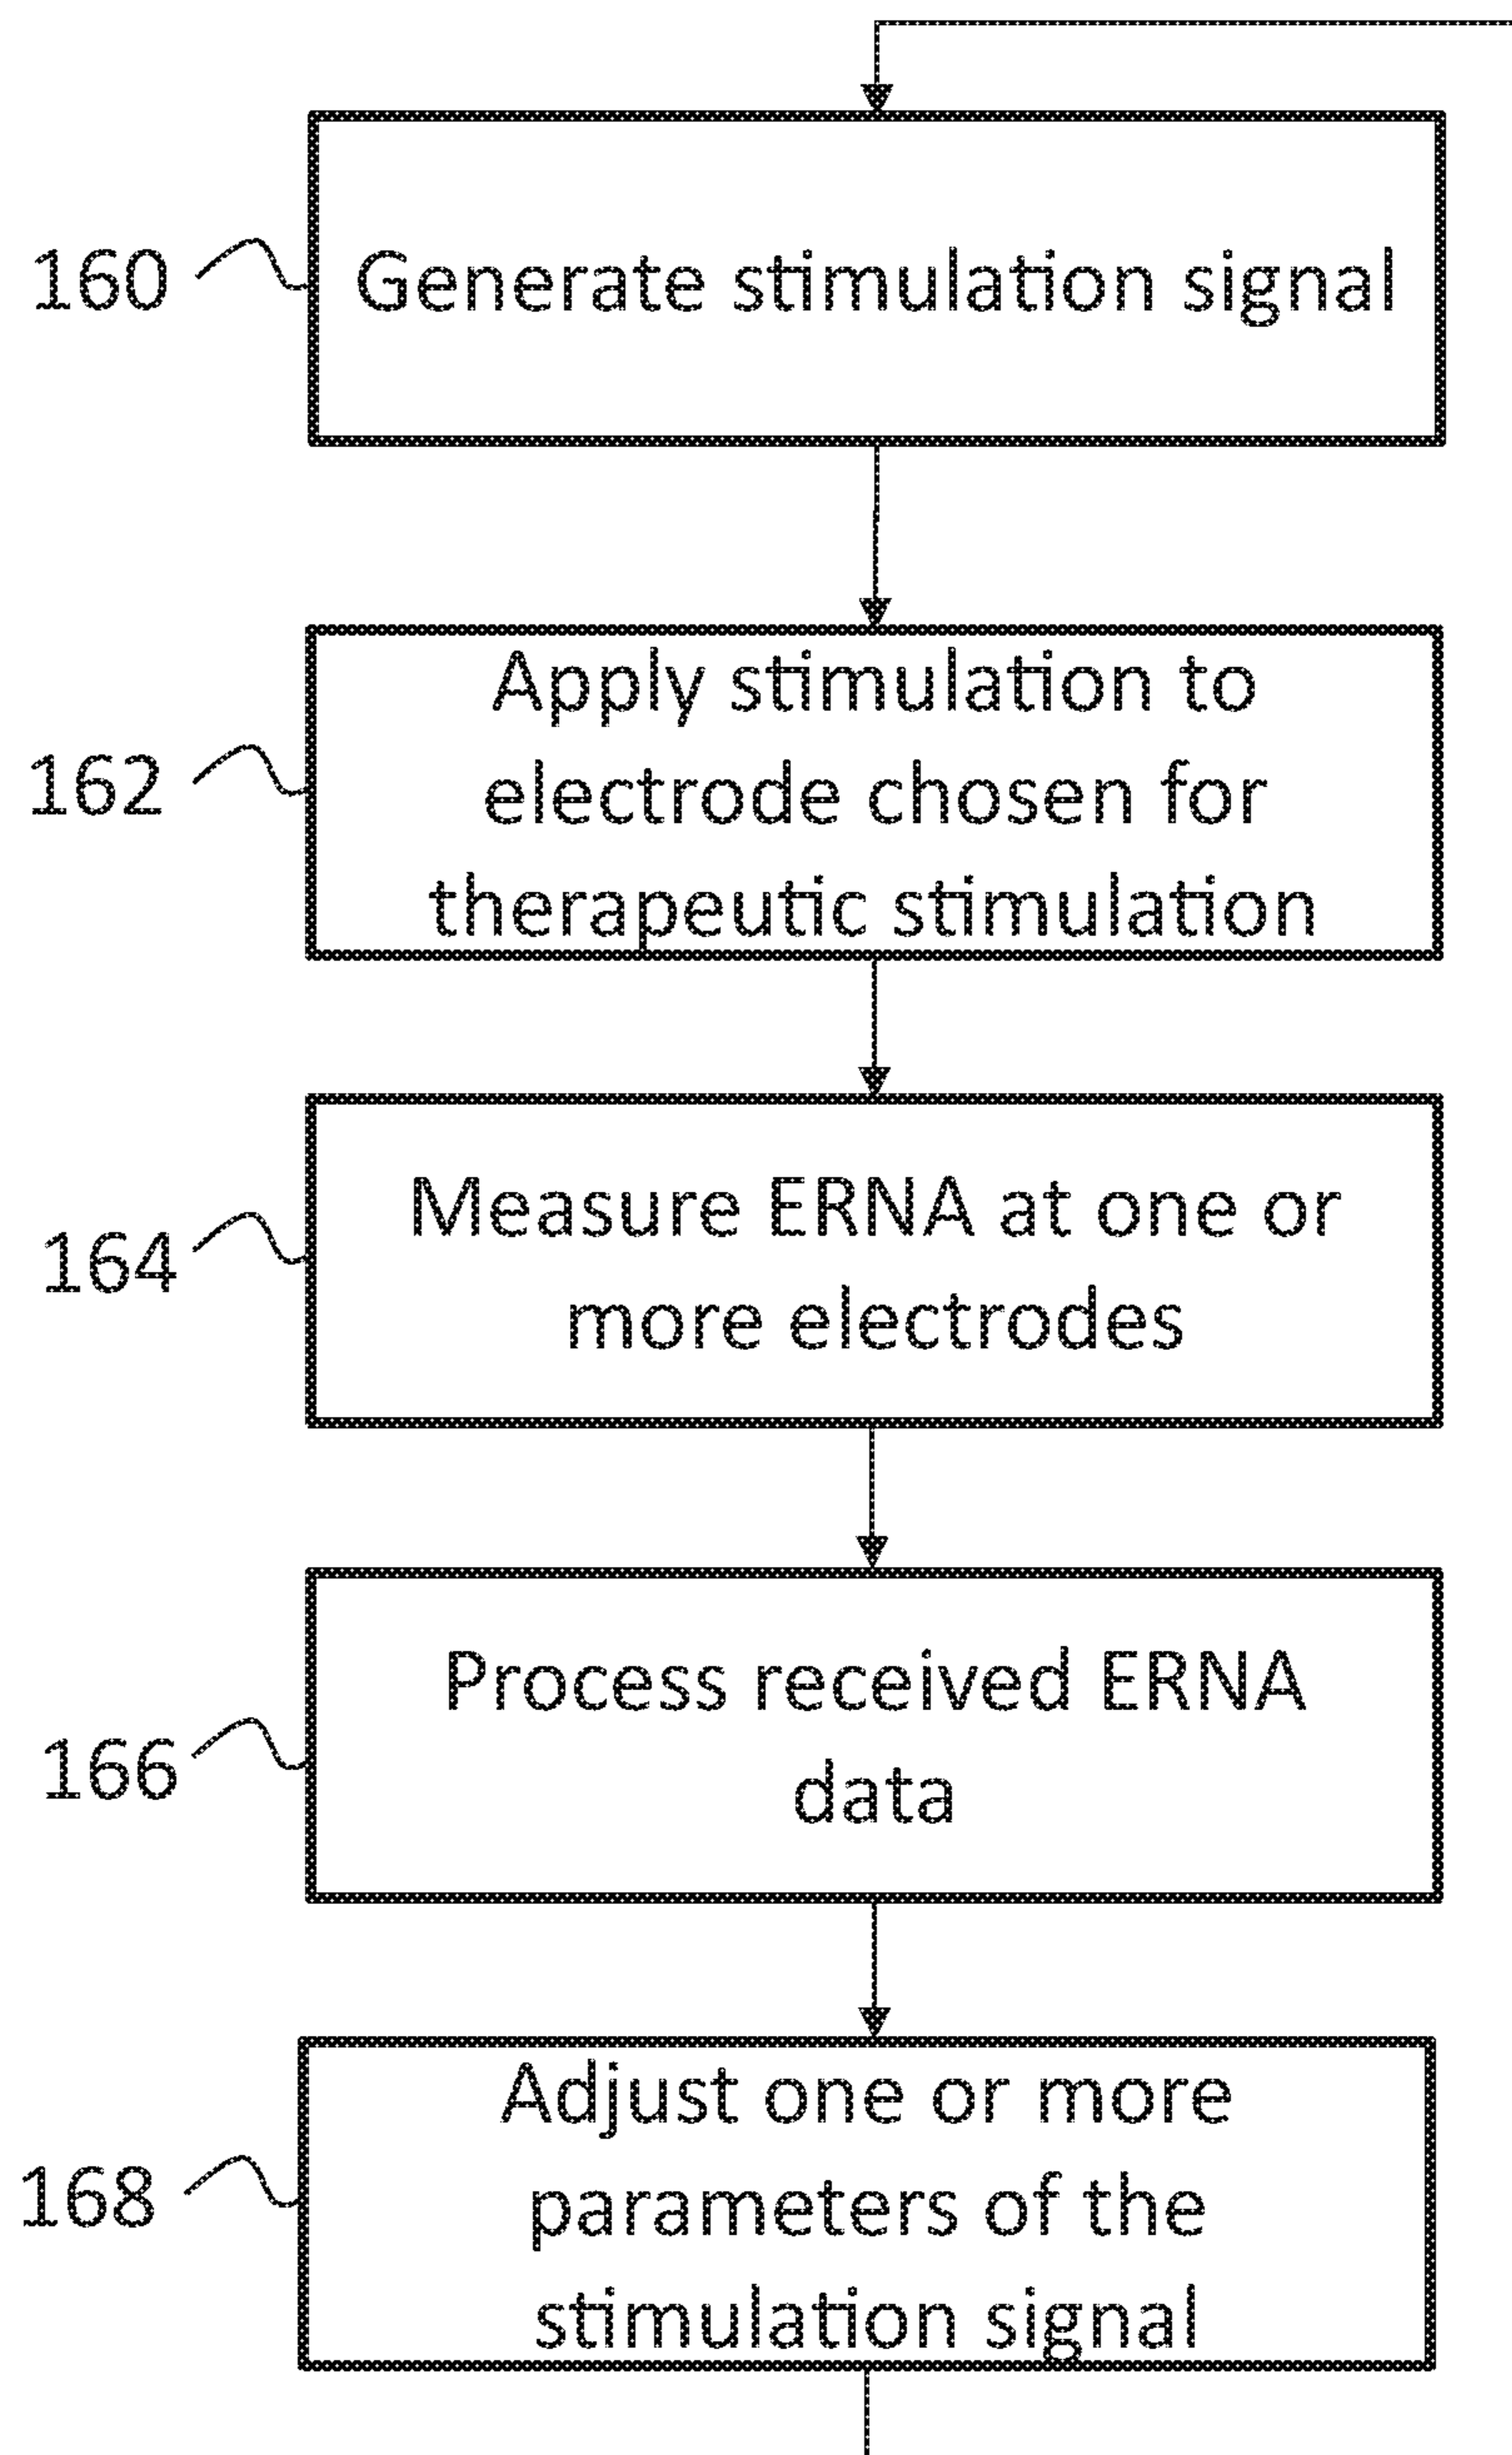 160
Generate stimulation signal
Apply stimulation to
162
electrode chosen for
therapeutic stimulation
Measure ERNA at one or
164
more electrodes
Process received ERNA
166
data
Adjust one or more
168
parameters of the
stimulation signal